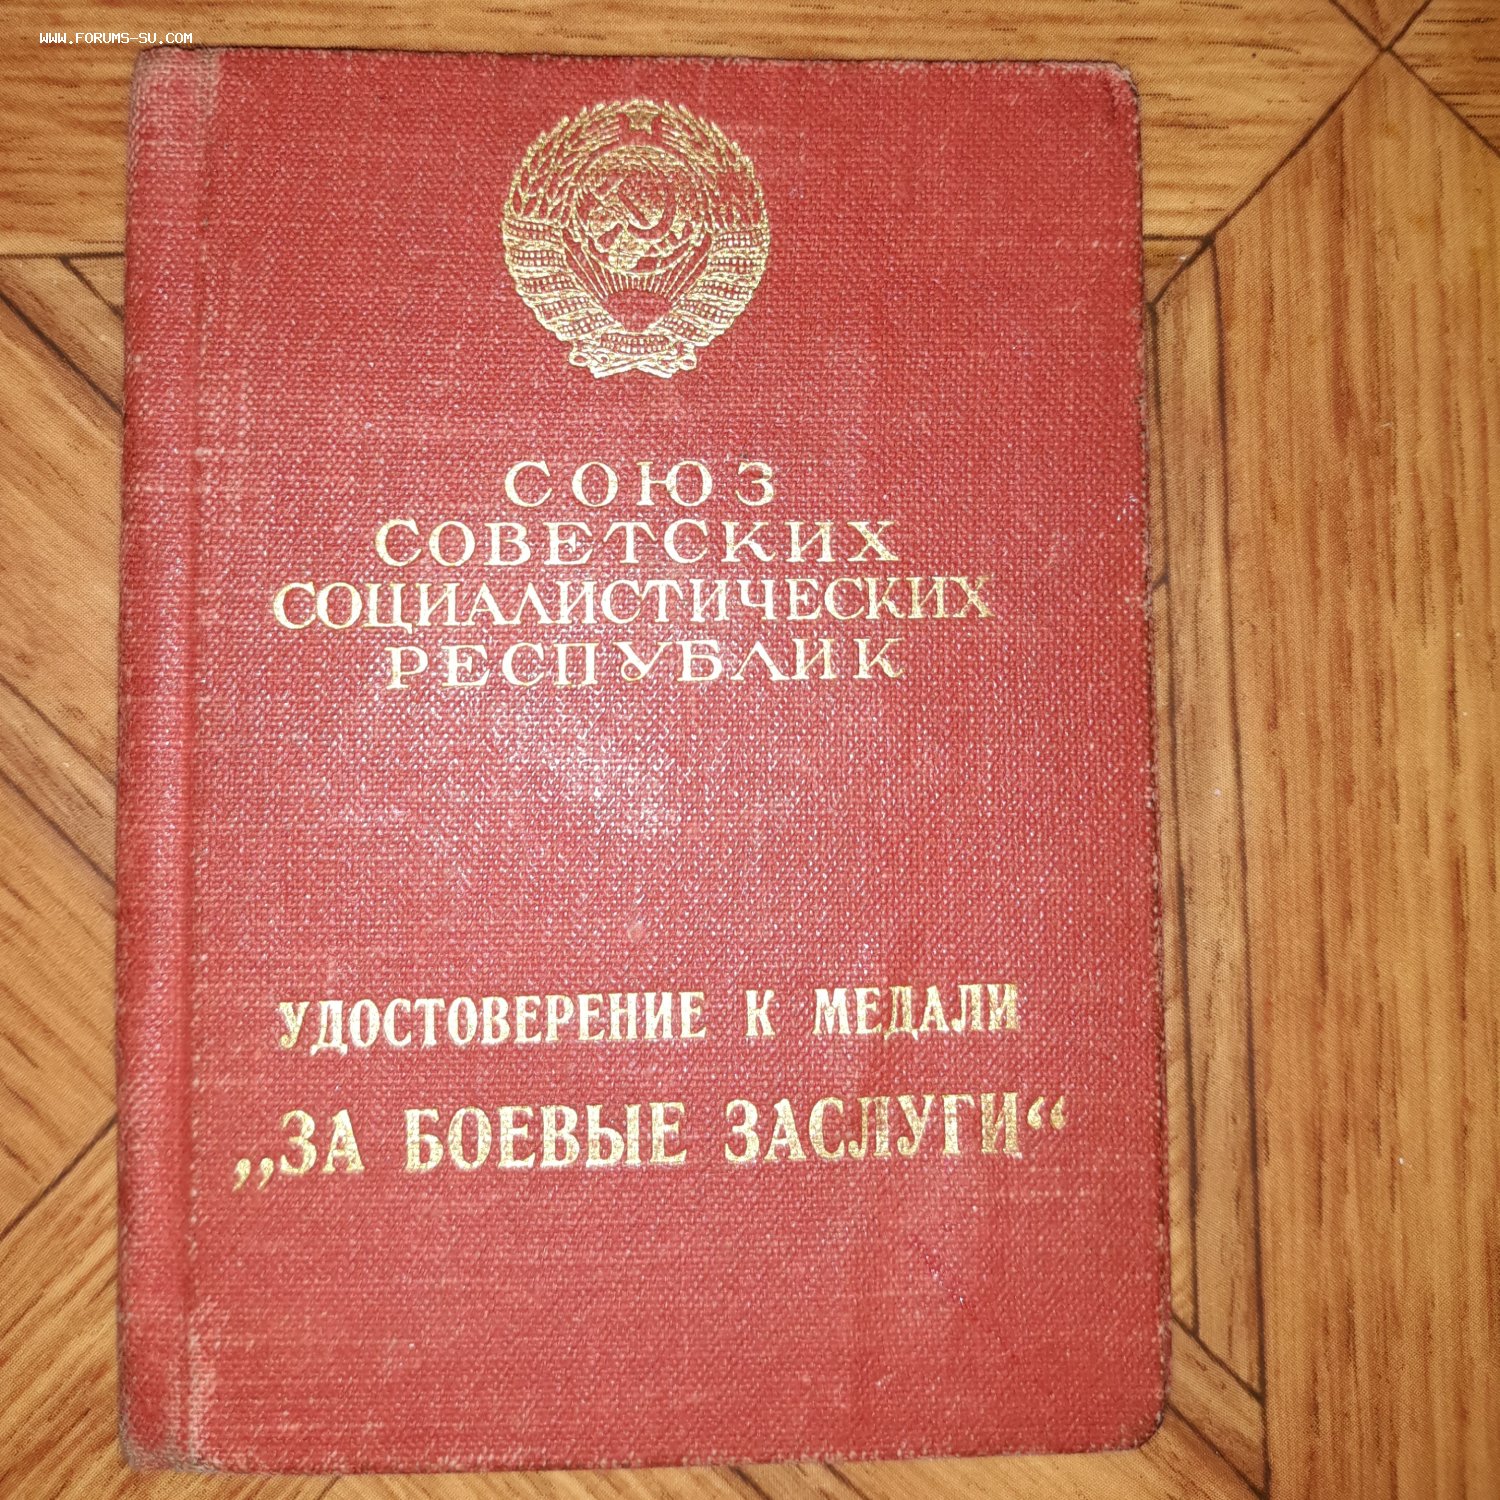 WWW.FORUMS-SU.COM
СОЮЗ
СОВЕТСКИХ
СОЦИАЛИСТИЧЕСКИХ
РЕСПУБЛИК
УДОСТОВЕРЕНИЕ К МЕДАЛИ
„ЗА БОЕВЫЕ ЗАСЛУГИ“